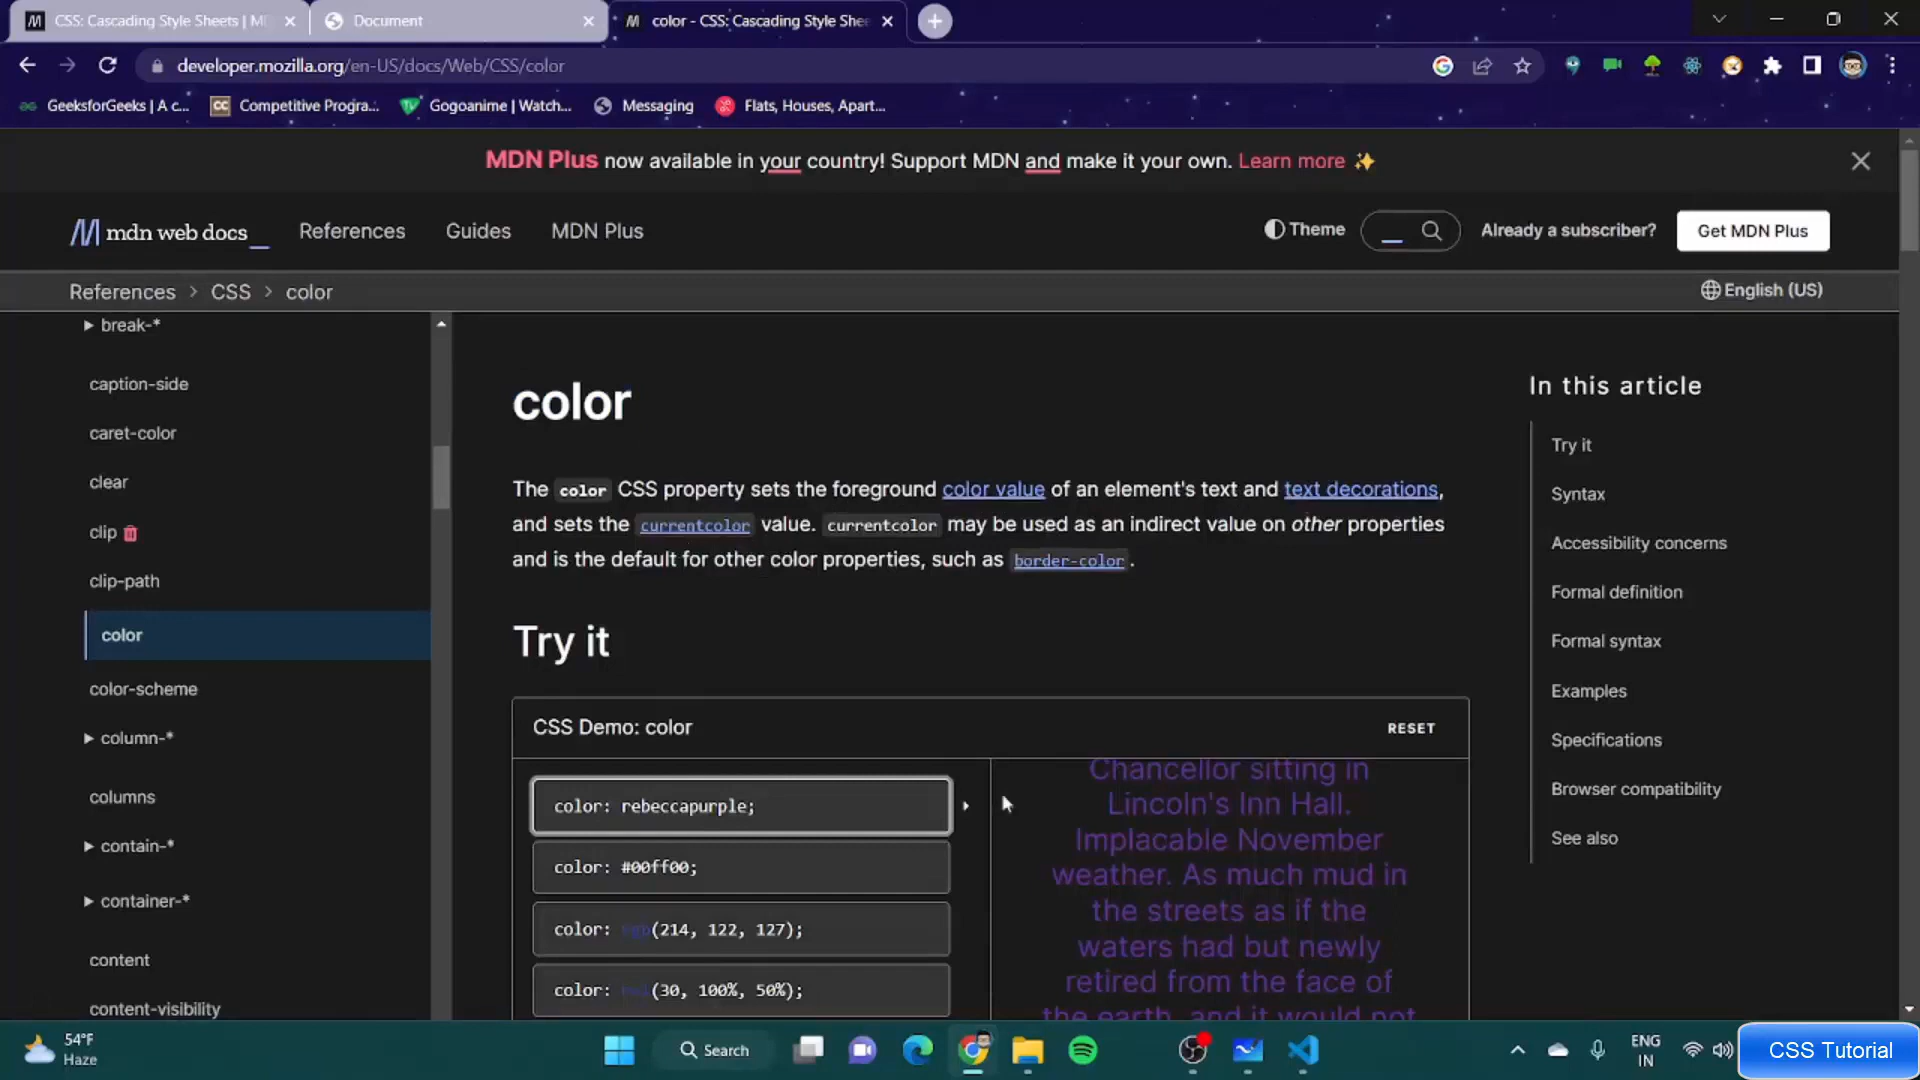 CSS: Cascading Style Sheets | M
Document
color - CSS: Cascading Style Shee
developer.mozilla.org/en-US/docs/Web/CSS/color
GeeksforGeeks | A c...
CC
Competitive Progra...
Gogoanime | Watch...
Messaging
Flats, Houses, Apart...
MDN Plus now available in your country! Support MDN and make it your own. Learn more ✨
mdn web docs_
References
Guides
MDN Plus
Theme
Already a subscriber?
Get MDN Plus
References > CSS > color
English (US)
break-*
caption-side
caret-color
clear
clip
clip-path
color
color-scheme
column-*
columns
contain-*
container-*
content
content-visibility
color
The color CSS property sets the foreground color value of an element's text and text decorations,
and sets the currentcolor value. currentcolor may be used as an indirect value on other properties
and is the default for other color properties, such as border-color.
Try it
CSS Demo: color
RESET
color: rebeccapurple;
color: #00ff00;
color: rgb(214, 122, 127);
color: (30, 100%, 50%);
Chancellor sitting in
Lincoln's Inn Hall.
Implacable November
weather. As much mud in
the streets as if the
waters had but newly
retired from the face of
the earth, and it would not
In this article
Try it
Syntax
Accessibility concerns
Formal definition
Formal syntax
Examples
Specifications
Browser compatibility
See also
54°F
Haze
Search
ENG
IN
CSS Tutorial